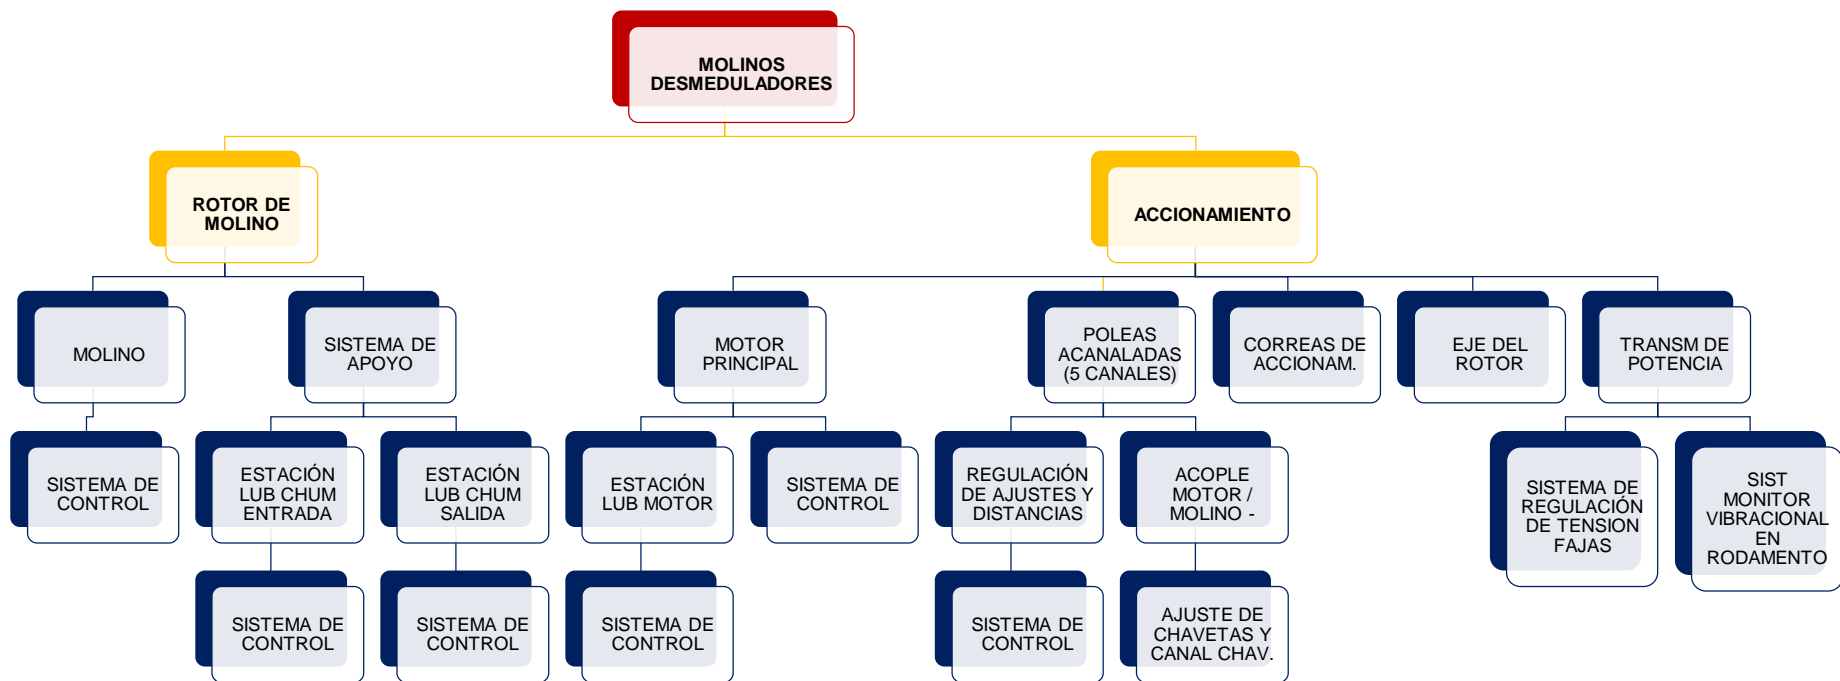 MOLINOS
DESMEDULADORES
ROTOR DE
MOLINO
ACCIONAMIENTO
MOLINO
SISTEMA DE
APOYO
MOTOR
PRINCIPAL
POLEAS
ACANALADAS
(5 CANALES)
CORREAS DE
ACCIONAM.
EJE DEL
ROTOR
TRANSM DE
POTENCIA
SISTEMA DE
CONTROL
ESTACIÓN
LUB CHUM
ENTRADA
ESTACIÓN
LUB CHUM
SALIDA
ESTACIÓN
LUB MOTOR
SISTEMA DE
CONTROL
REGULACIÓN
DE AJUSTES Y
DISTANCIAS
ACOPLE
MOTOR /
MOLINO -
SISTEMA DE
REGULACIÓN
DE TENSION
FAJAS
SIST
MONITOR
VIBRACIONAL
EN
RODAMENTO
SISTEMA DE
CONTROL
SISTEMA DE
CONTROL
SISTEMA DE
CONTROL
SISTEMA DE
CONTROL
AJUSTE DE
CHAVETAS Y
CANAL CHAV.